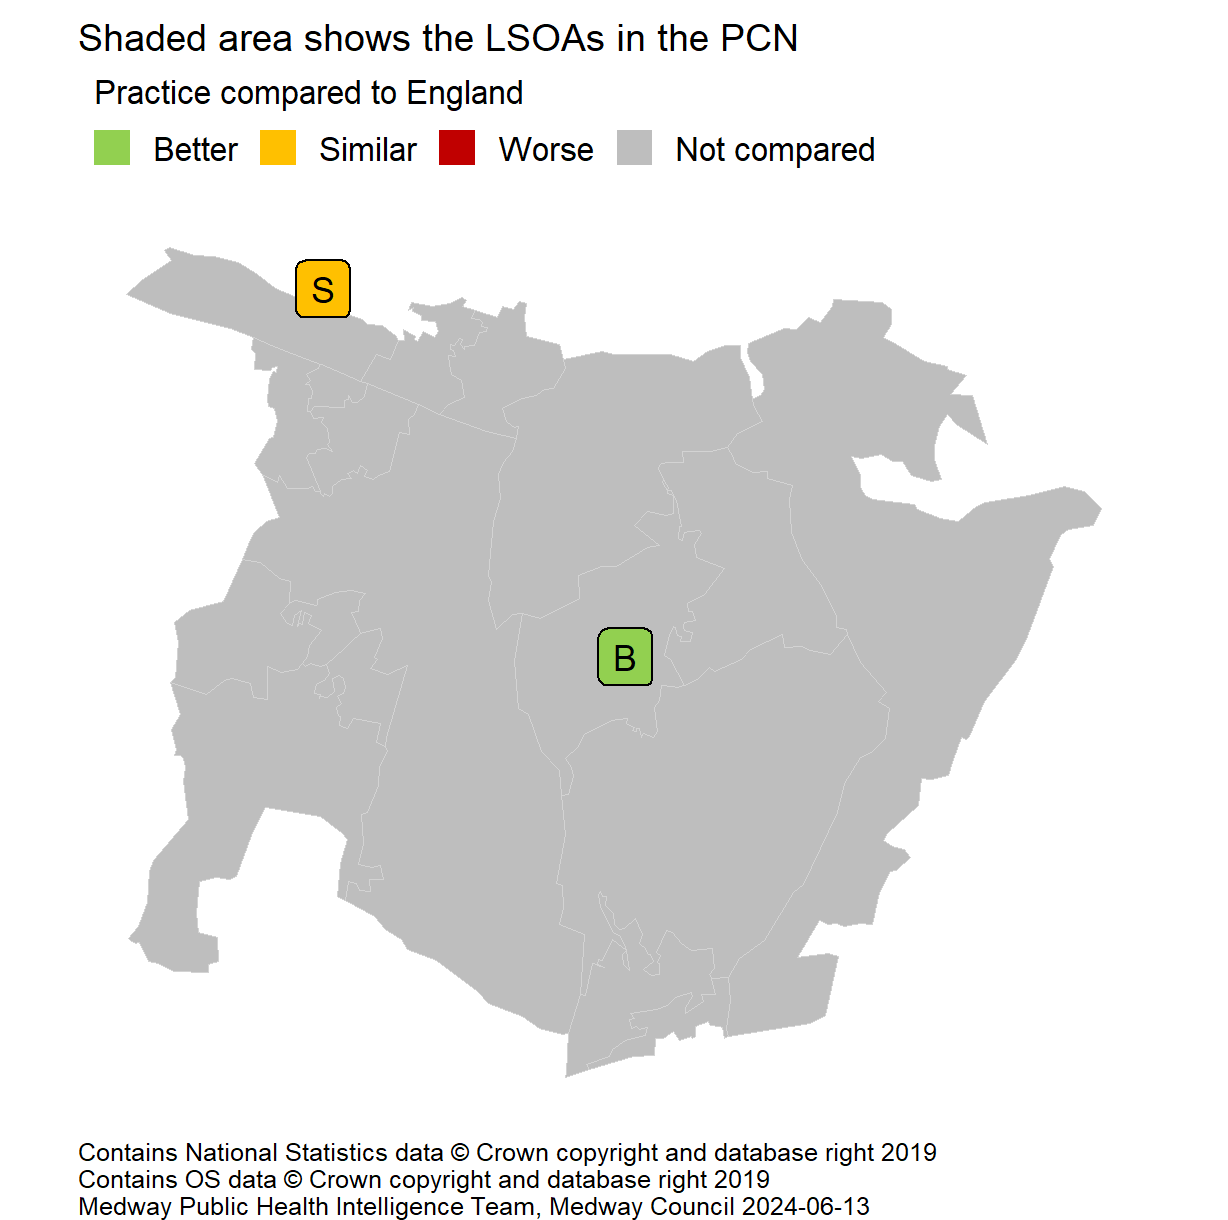 Shaded area shows the LSOAs in the PCN
Practice compared to England
Better Similar Worse Not compared
S
B
Contains National Statistics data © Crown copyright and database right 2019
Contains OS data © Crown copyright and database right 2019
Medway Public Health Intelligence Team, Medway Council 2024-06-13